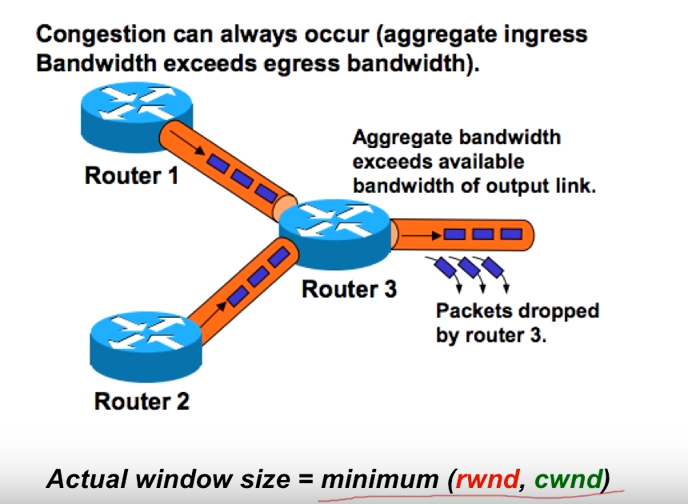 Congestion can always occur (aggregate ingress
Bandwidth exceeds egress bandwidth).
Router 1
Aggregate bandwidth
exceeds available
bandwidth of output link.
Router 3
Packets dropped
by router 3.
Router 2
Actual window size = minimum (rwnd, cwnd)